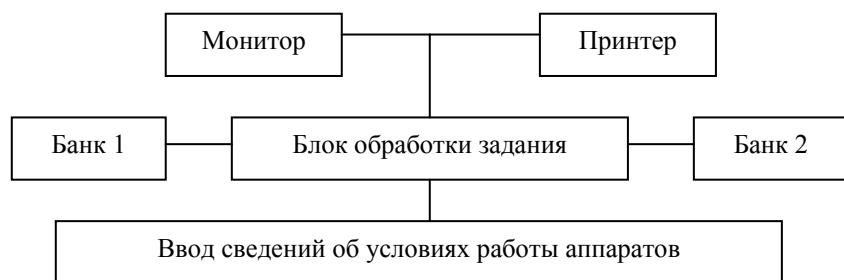 Монитор
Принтер
Банк 1
Блок обработки задания
Банк 2
Ввод сведений об условиях работы аппаратов